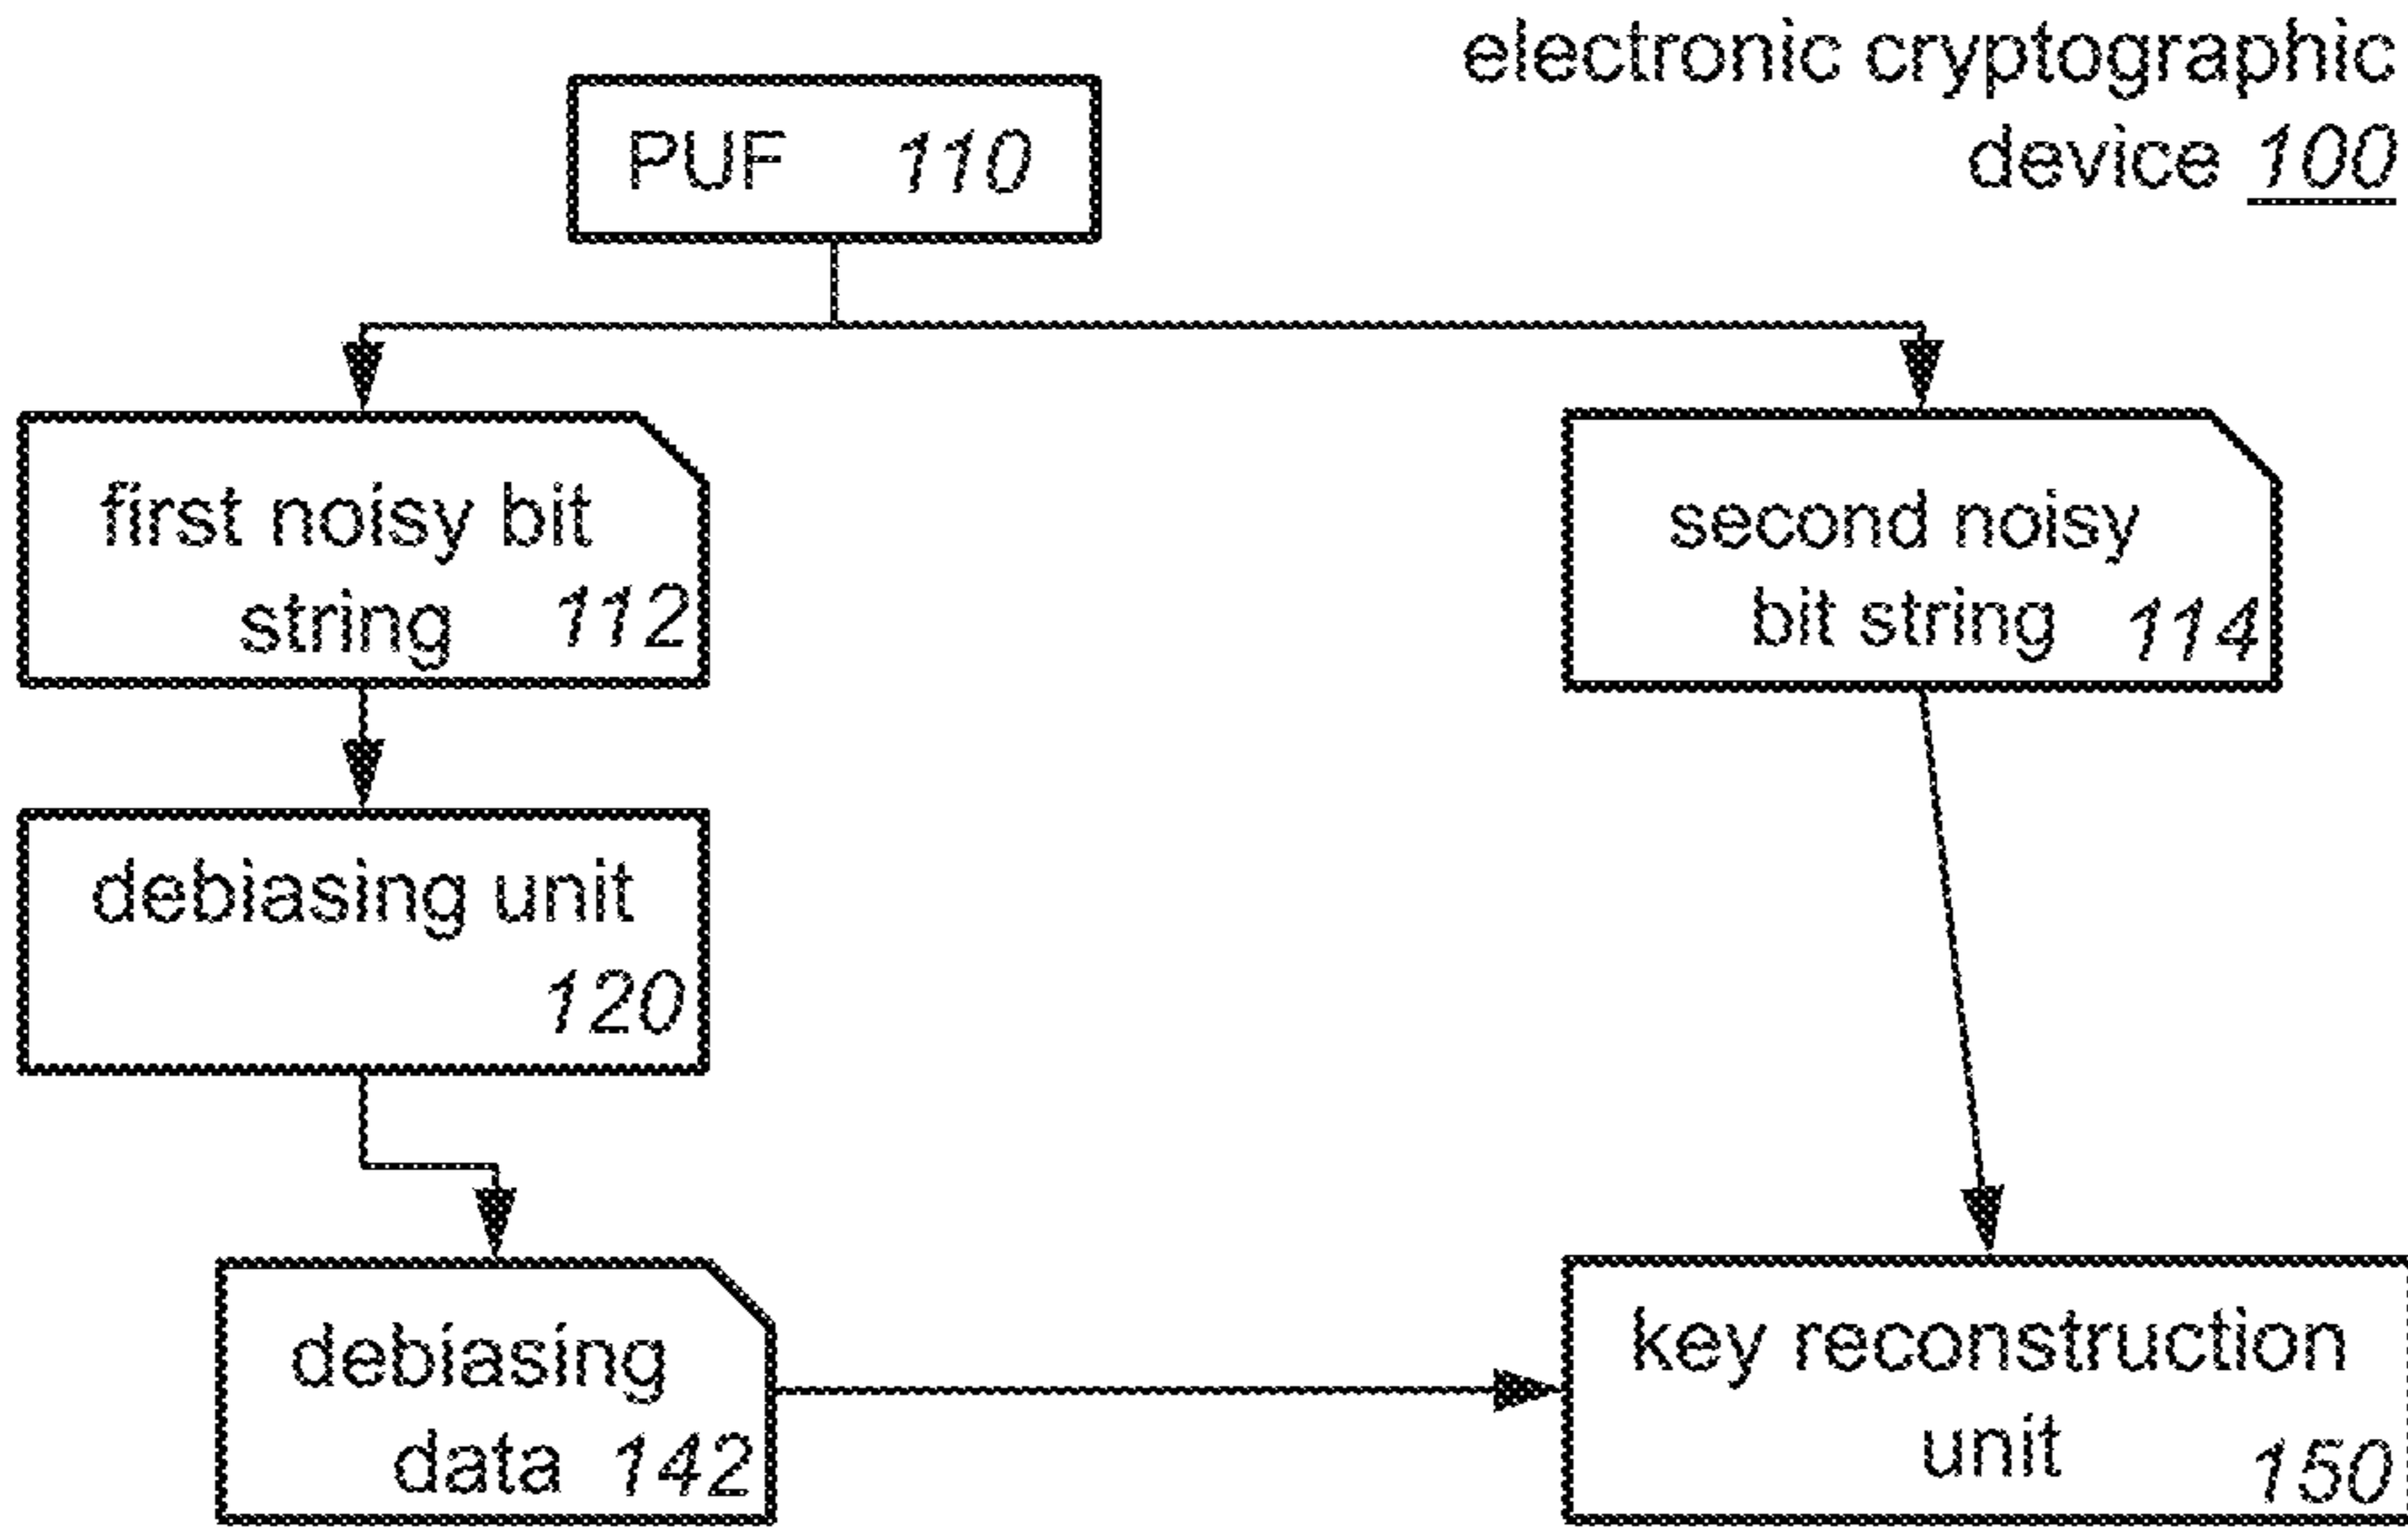 electronic cryptographic
device 100
PUF 110
first noisy bit
string 112
second noisy
bit string 114
debiasing unit
120
debiasing
data 142
key reconstruction
unit 150